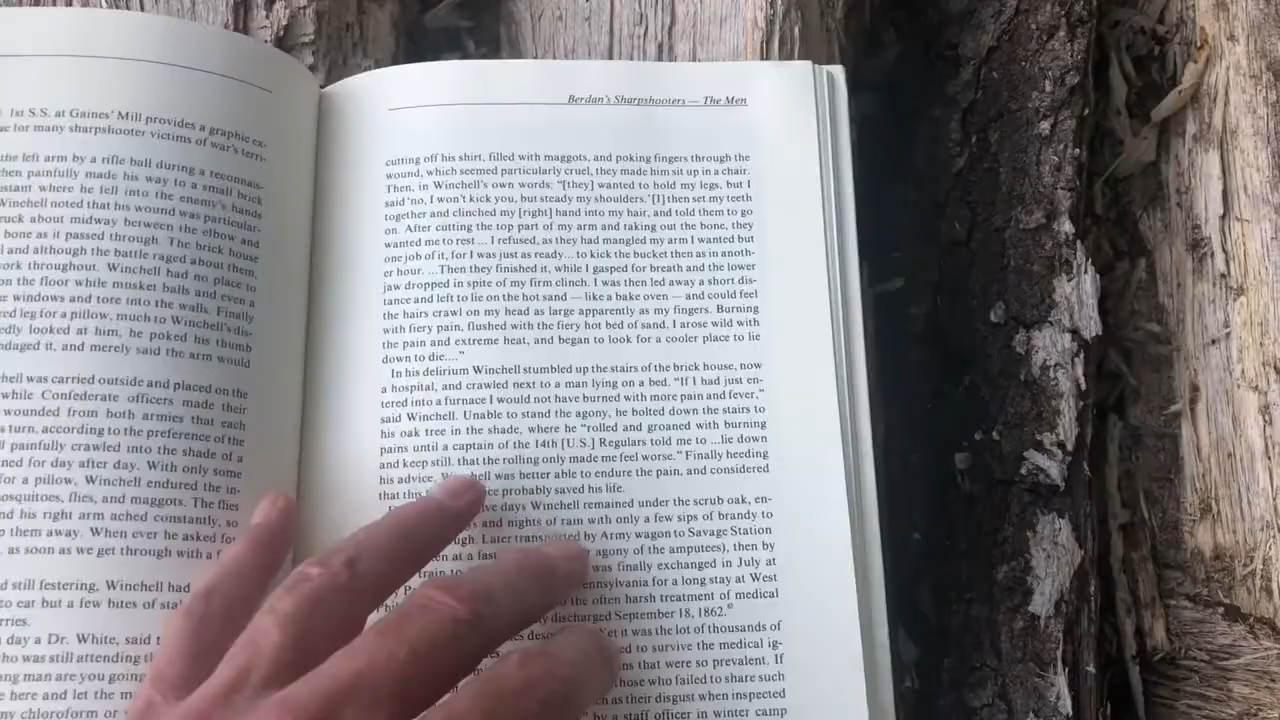 1st S.S. at Gaines' Mill provides a graphic ex-
for many sharpshooter victims of war's terri-
the left arm by a rifle ball during a reconnais-
then painfully made his way to a small brick
where he fell into the enemy's hands
Winchell noted that his wound was particular-
about midway between the elbow and
bone as it passed through. The brick house
and although the battle raged about them,
throughout. Winchell had no place to
on the floor while musket balls and even a
windows and tore into the walls. Finally
leg for a pillow, much to Winchell's dis-
looked at him, he poked his thumb
and merely said the arm would
was carried outside and placed on the
while Confederate officers made their
wounded from both armies that each
turn, according to the preference of the
painfully crawled into the shade of a
for day after day. With only some
for a pillow, Winchell endured the in-
flies, and maggots. The flies
and his right arm ached constantly, so
them away. When ever he asked for
as soon as we get through with a
still festering, Winchell had
to eat but a few bites of
day a Dr. White, said
who was still attending
man are you going
here and let the
chloroform or
Berdan's Sharpshooters — The Men
cutting off his shirt, filled with maggots, and poking fingers through the
wound, which seemed particularly cruel, they made him sit up in a chair.
Then, in Winchell's own words: "[they] wanted to hold my legs, but I
said 'no, I won't kick you, but steady my shoulders.' [I] then set my teeth
together and clinched my [right] hand into my hair, and told them to go
on. After cutting the top part of my arm and taking out the bone, they
wanted me to rest ... I refused, as they had mangled my arm I wanted but
one job of it, for I was just as ready... to kick the bucket then as in anoth-
er hour. ...Then they finished it, while I gasped for breath and the lower
jaw dropped in spite of my firm clinch. I was then led away a short dis-
tance and left to lie on the hot sand — like a bake oven — and could feel
the hairs crawl on my head as large apparently as my fingers. Burning
with fiery pain, flushed with the fiery hot bed of sand, I arose wild with
the pain and extreme heat, and began to look for a cooler place to lie
down to die...."
In his delirium Winchell stumbled up the stairs of the brick house, now
a hospital, and crawled next to a man lying on a bed. "If I had just en-
tered into a furnace I would not have burned with more pain and fever,"
said Winchell. Unable to stand the agony, he bolted down the stairs to
his oak tree in the shade, where he "rolled and groaned with burning
pains until a captain of the 14th [U.S.] Regulars told me to ...lie down
and keep still, that the rolling only made me feel worse." Finally heeding
his advice, Winchell was better able to endure the pain, and considered
that this probably saved his life.
days Winchell remained under the scrub oak, en-
and nights of rain with only a few sips of brandy to
Later transported by Army wagon to Savage Station
at a fast agony of the amputees), then by
train to was finally exchanged in July at
for a long stay at West
the often harsh treatment of medical
discharged September 18, 1862.
it was the lot of thousands of
to survive the medical ig-
that were so prevalent. If
those who failed to share such
as their disgust when inspected
by a staff officer in winter camp